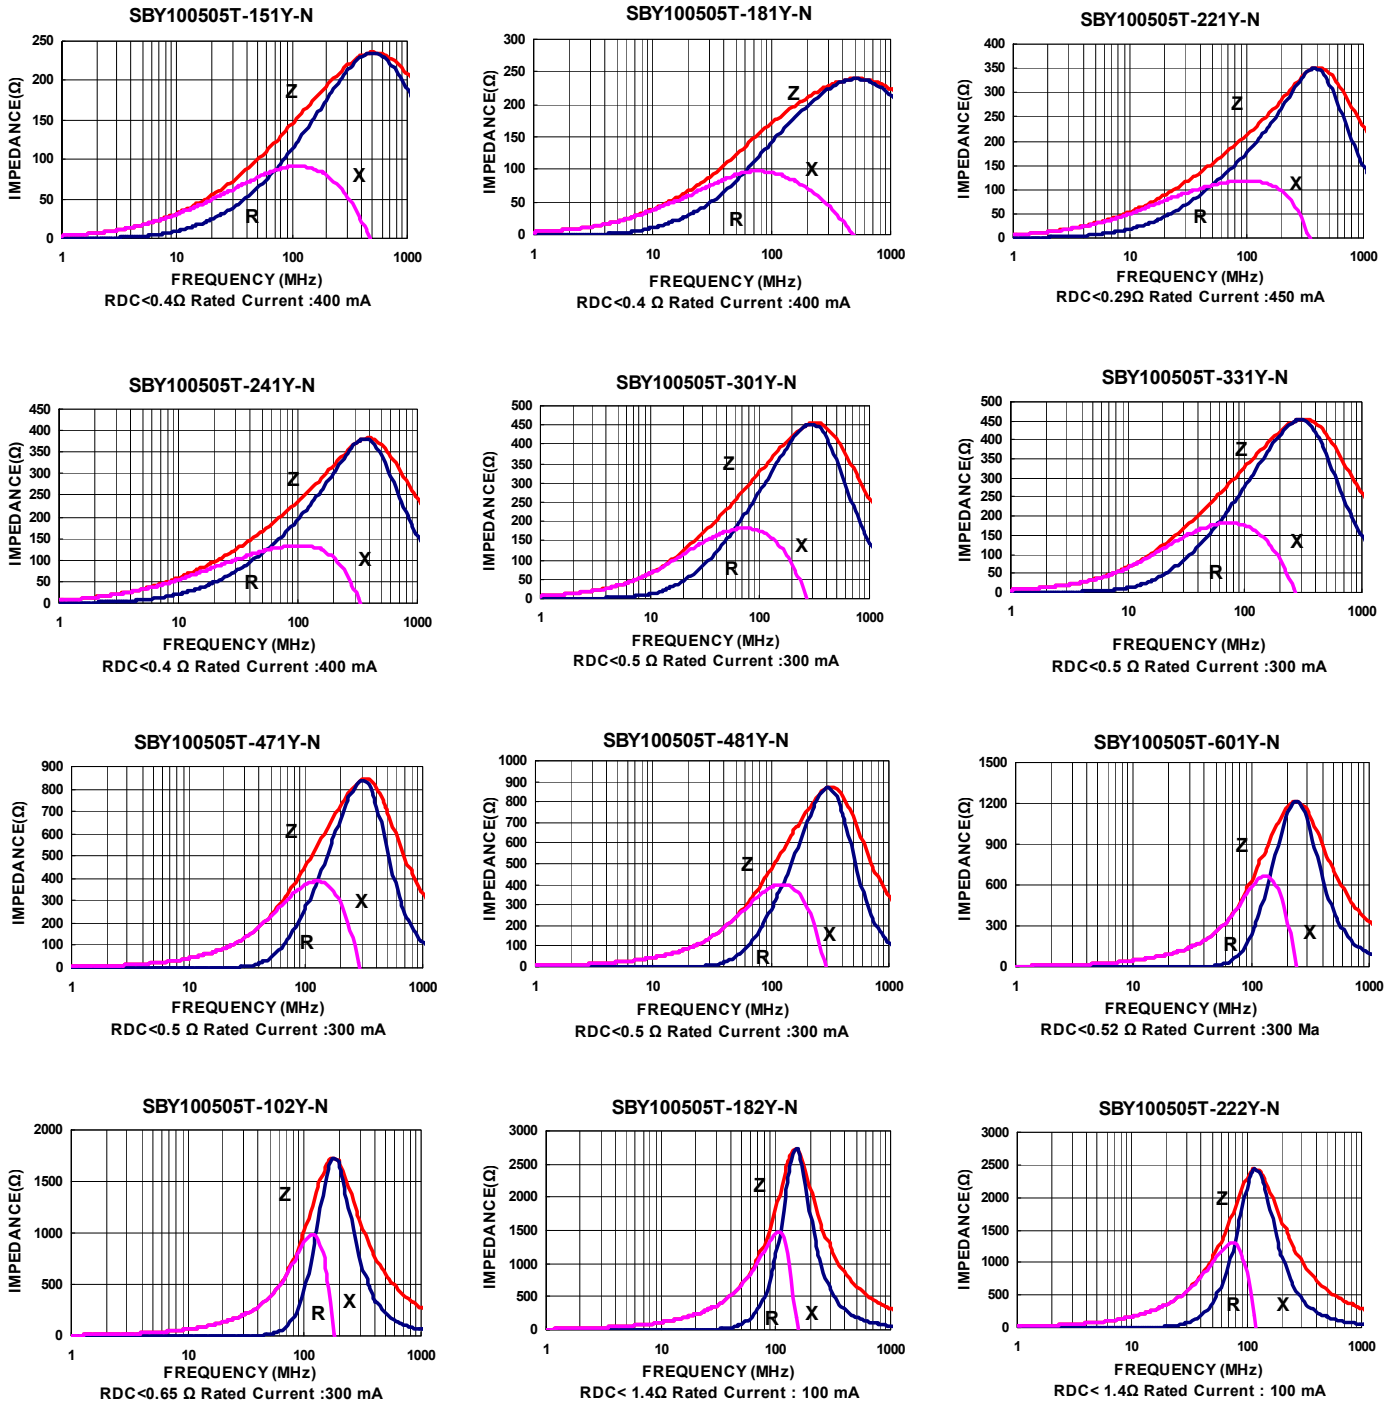 SBY100505T-151Y-N
IMPEDANCE(Ω)
250
200
150
100
50
0
Z
X
R
1 10 100 1000
FREQUENCY (MHz)
RDC<0.4Ω Rated Current :400 mA
SBY100505T-181Y-N
IMPEDANCE(Ω)
300
250
200
150
100
50
0
Z
X
R
1 10 100 1000
FREQUENCY (MHz)
RDC<0.4 Ω Rated Current :400 mA
SBY100505T-221Y-N
IMPEDANCE(Ω)
400
350
300
250
200
150
100
50
0
Z
X
R
1 10 100 1000
FREQUENCY (MHz)
RDC<0.29Ω Rated Current :450 mA
SBY100505T-241Y-N
IMPEDANCE(Ω)
450
400
350
300
250
200
150
100
50
0
Z
X
R
1 10 100 1000
FREQUENCY (MHz)
RDC<0.4 Ω Rated Current :400 mA
SBY100505T-301Y-N
IMPEDANCE(Ω)
500
450
400
350
300
250
200
150
100
50
0
Z
X
R
1 10 100 1000
FREQUENCY (MHz)
RDC<0.5 Ω Rated Current :300 mA
SBY100505T-331Y-N
IMPEDANCE(Ω)
500
450
400
350
300
250
200
150
100
50
0
Z
X
R
1 10 100 1000
FREQUENCY (MHz)
RDC<0.5 Ω Rated Current :300 mA
SBY100505T-471Y-N
IMPEDANCE(Ω)
900
800
700
600
500
400
300
200
100
0
Z
X
R
1 10 100 1000
FREQUENCY (MHz)
RDC<0.5 Ω Rated Current :300 mA
SBY100505T-481Y-N
IMPEDANCE(Ω)
1000
900
800
700
600
500
400
300
200
100
0
Z
X
R
1 10 100 1000
FREQUENCY (MHz)
RDC<0.5 Ω Rated Current :300 mA
SBY100505T-601Y-N
IMPEDANCE(Ω)
1500
1200
900
600
300
0
Z
X
R
1 10 100 1000
FREQUENCY (MHz)
RDC<0.52 Ω Rated Current :300 Ma
SBY100505T-102Y-N
IMPEDANCE(Ω)
2000
1500
1000
500
0
Z
X
R
1 10 100 1000
FREQUENCY (MHz)
RDC<0.65 Ω Rated Current :300 mA
SBY100505T-182Y-N
IMPEDANCE(Ω)
3000
2500
2000
1500
1000
500
0
Z
X
R
1 10 100 1000
FREQUENCY (MHz)
RDC< 1.4Ω Rated Current : 100 mA
SBY100505T-222Y-N
IMPEDANCE(Ω)
3000
2500
2000
1500
1000
500
0
Z
R
X
1 10 100 1000
FREQUENCY (MHz)
RDC< 1.4Ω Rated Current : 100 mA